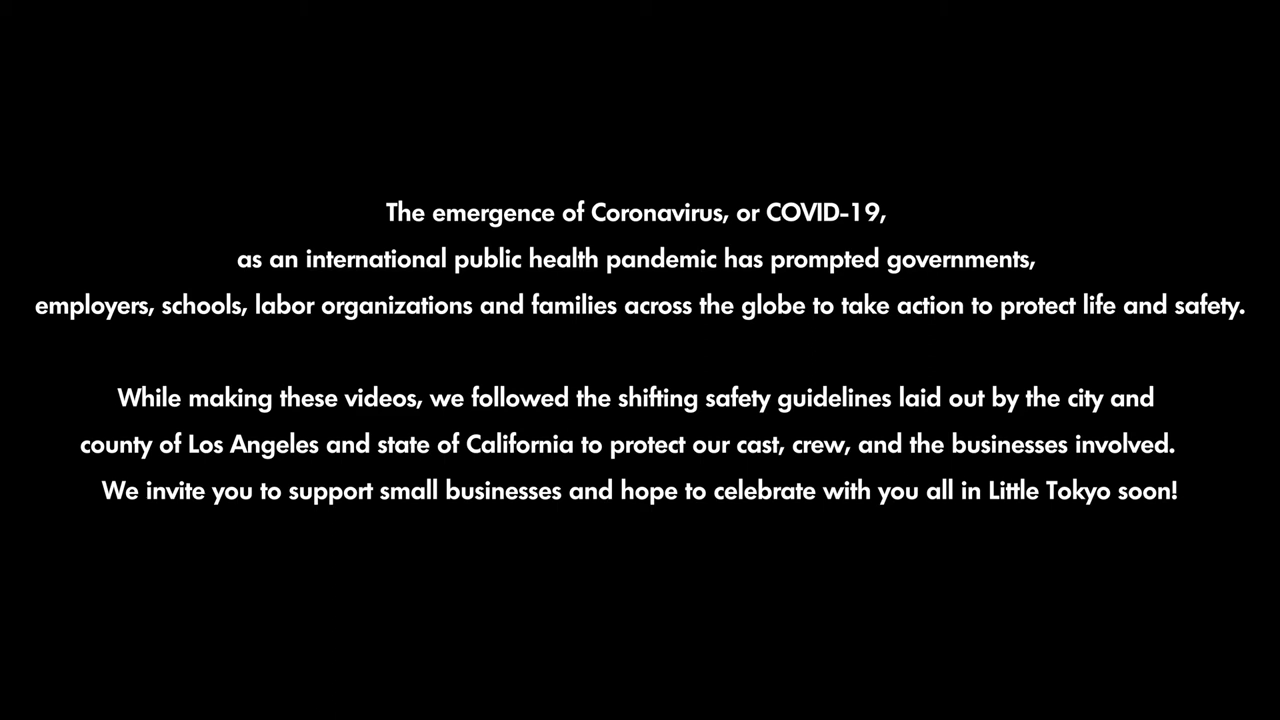 The emergence of Coronavirus, or COVID-19,
as an international public health pandemic has prompted governments,
employers, schools, labor organizations and families across the globe to take action to protect life and safety.
While making these videos, we followed the shifting safety guidelines laid out by the city and
county of Los Angeles and state of California to protect our cast, crew, and the businesses involved.
We invite you to support small businesses and hope to celebrate with you all in Little Tokyo soon!